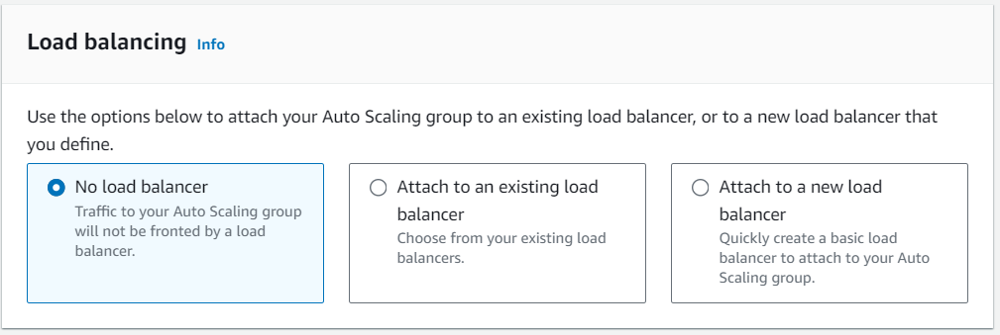 Load balancing Info
Use the options below to attach your Auto Scaling group to an existing load balancer, or to a new load balancer that
you define.
No load balancer
Traffic to your Auto Scaling group
will not be fronted by a load
balancer.
Attach to an existing load
balancer
Choose from your existing load
balancers.
Attach to a new load
balancer
Quickly create a basic load
balancer to attach to your Auto
Scaling group.